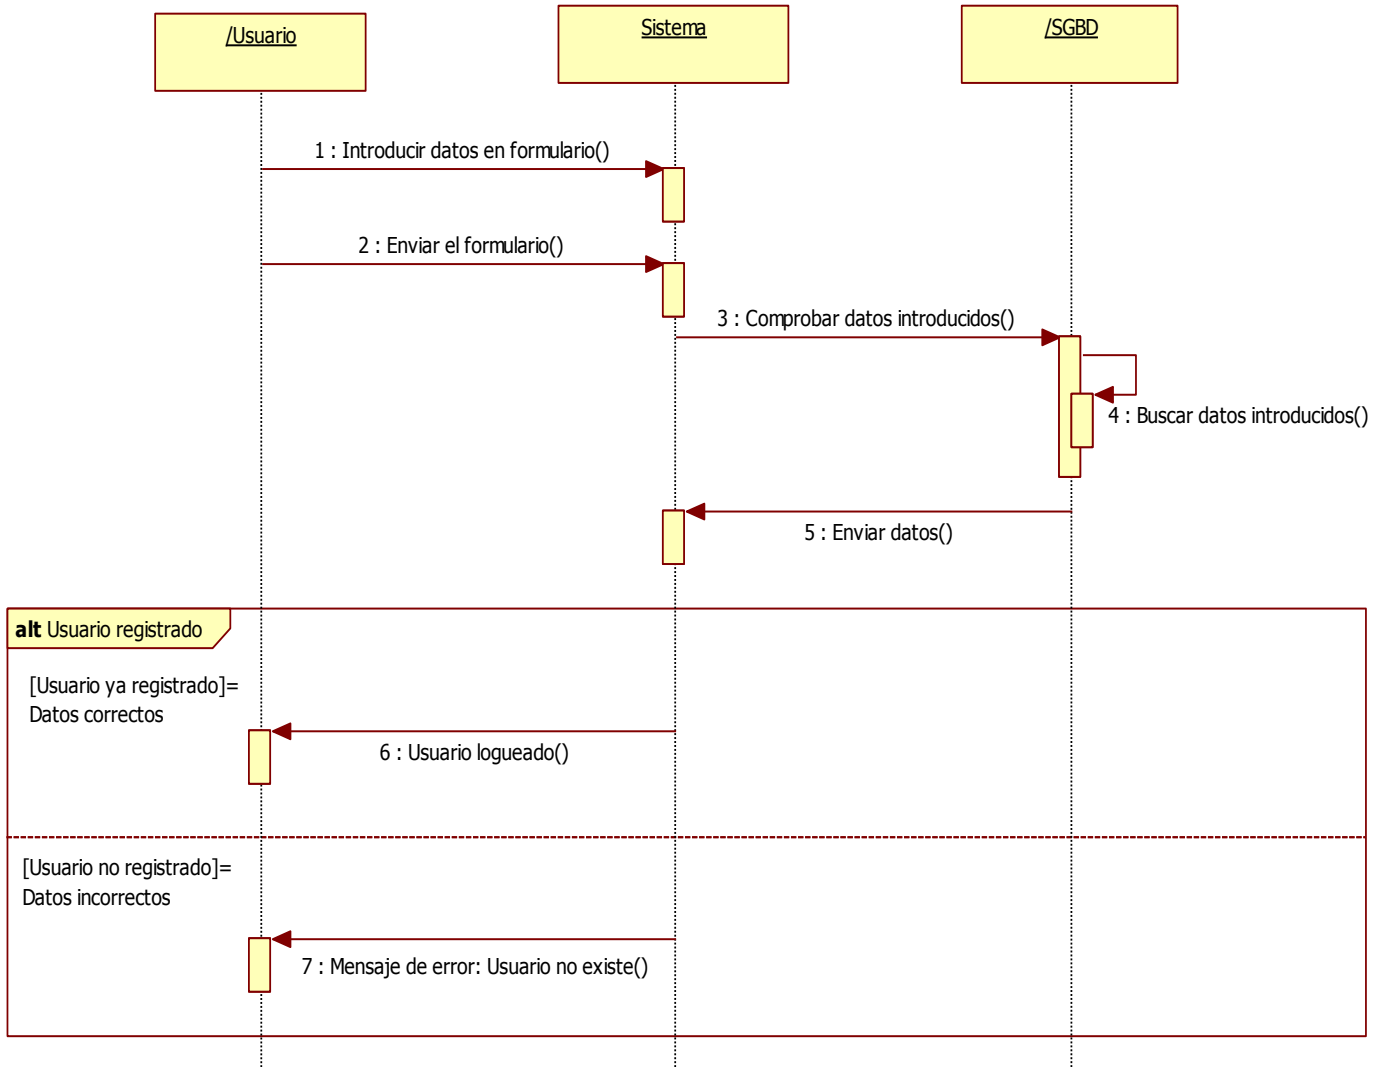 /Usuario
Sistema
/SGBD
1 : Introducir datos en formulario()
2 : Enviar el formulario()
3 : Comprobar datos introducidos()
4 : Buscar datos introducidos()
5 : Enviar datos()
alt Usuario registrado
[Usuario ya registrado]=
Datos correctos
6 : Usuario logueado()
[Usuario no registrado]=
Datos incorrectos
7 : Mensaje de error: Usuario no existe()